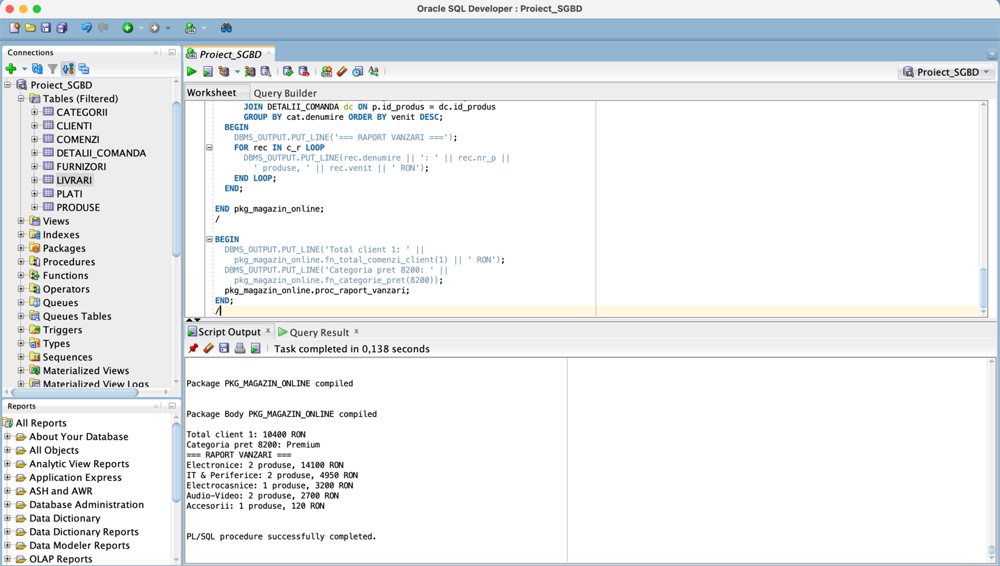 Oracle SQL Developer : Proiect_SGBD
Connections
Proiect_SGBD
Tables (Filtered)
CATEGORII
CLIENTI
COMENZI
DETALII_COMANDA
FURNIZORI
LIVRARI
PLATI
PRODUSE
Views
Indexes
Packages
Procedures
Functions
Operators
Queues
Queues Tables
Triggers
Types
Sequences
Materialized Views
Materialized View Logs
Reports
All Reports
About Your Database
All Objects
Analytic View Reports
Application Express
ASH and AWR
Database Administration
Data Dictionary
Data Dictionary Reports
Data Modeler Reports
OLAP Reports
Proiect_SGBD
Proiect_SGBD
Worksheet Query Builder
JOIN DETALII_COMANDA dc ON p.id_produs = dc.id_produs
GROUP BY cat.denumire ORDER BY venit DESC;
BEGIN
DBMS_OUTPUT.PUT_LINE('=== RAPORT VANZARI ===');
FOR rec IN c_r LOOP
DBMS_OUTPUT.PUT_LINE(rec.denumire || ': ' || rec.nr_p ||
' produse, ' || rec.venit || ' RON');
END LOOP;
END;
END pkg_magazin_online;
/
BEGIN
DBMS_OUTPUT.PUT_LINE('Total client 1: ' ||
pkg_magazin_online.fn_total_comenzi_client(1) || ' RON');
DBMS_OUTPUT.PUT_LINE('Categoria pret 8200: ' ||
pkg_magazin_online.fn_categorie_pret(8200));
pkg_magazin_online.proc_raport_vanzari;
END;
/
Script Output Query Result
Task completed in 0,138 seconds
Package PKG_MAGAZIN_ONLINE compiled
Package Body PKG_MAGAZIN_ONLINE compiled
Total client 1: 10400 RON
Categoria pret 8200: Premium
=== RAPORT VANZARI ===
Electronice: 2 produse, 14100 RON
IT & Periferice: 2 produse, 4950 RON
Electrocasnice: 1 produse, 3200 RON
Audio-Video: 2 produse, 2700 RON
Accesorii: 1 produse, 120 RON
PL/SQL procedure successfully completed.